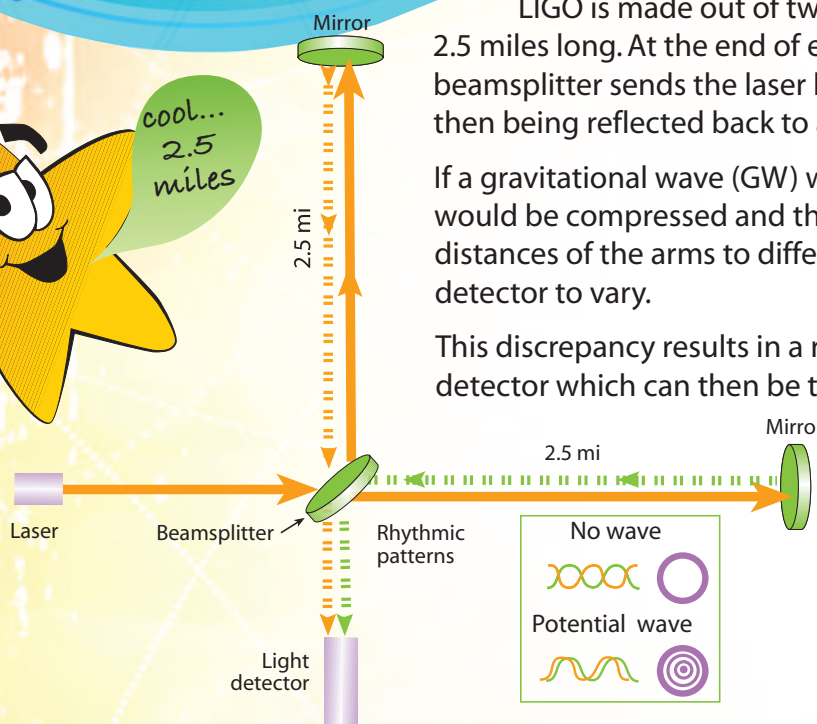 Mirror
LIGO is made out of tw
2.5 miles long. At the end of e
beamsplitter sends the laser
then being reflected back to
If a gravitational wave (GW) w
would be compressed and th
distances of the arms to diffe
detector to vary.
This discrepancy results in a
detector which can then be t
cool...
2.5
miles
2.5 mi
Mirro
2.5 mi
Laser
Beamsplitter
Rhythmic
patterns
No wave
Potential wave
Light
detector